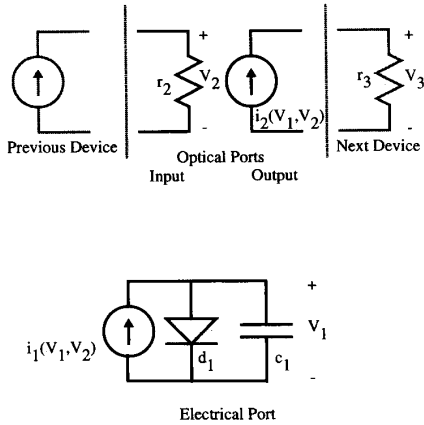 + +
r2 V2 r3 V3
i2(V1,V2)
- -
Previous Device Next Device
Optical Ports
Input Output
+
i1(V1,V2) d1 c1 V1
-
Electrical Port